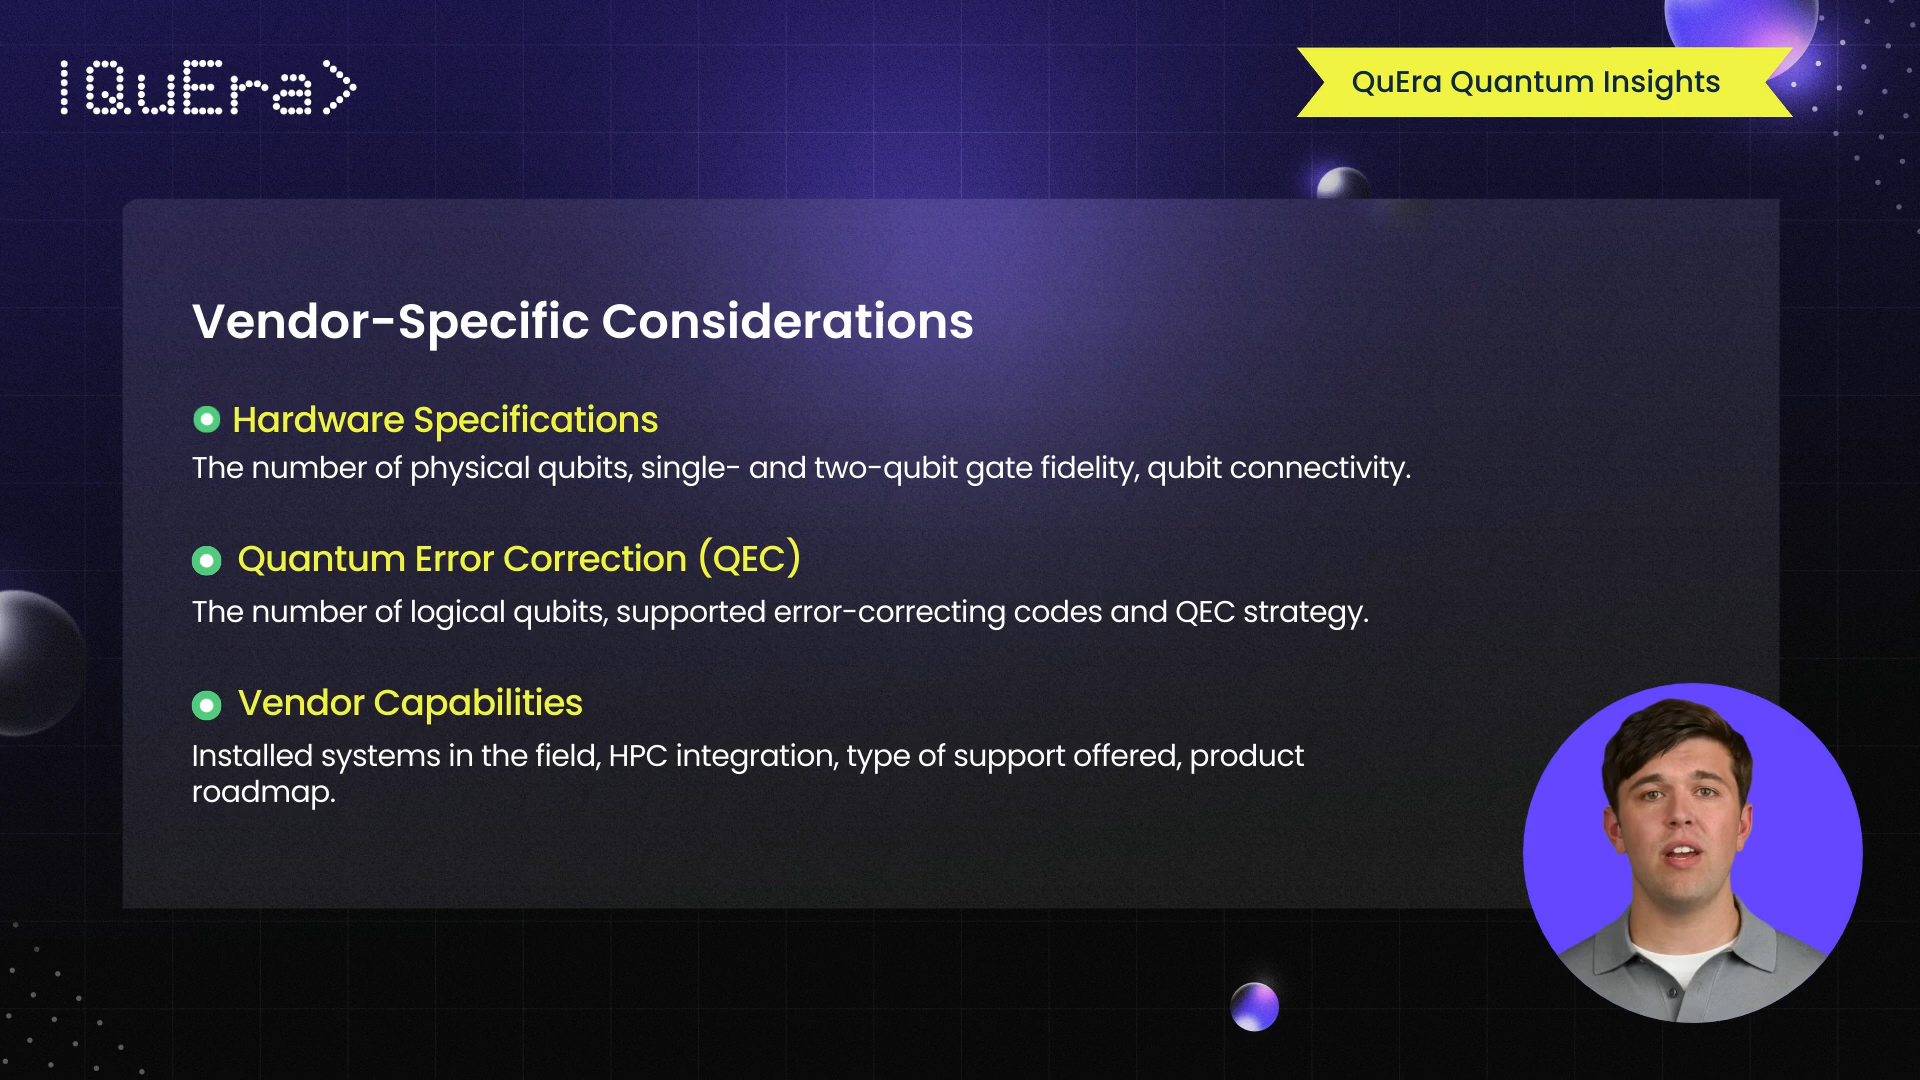 |QuEra>
QuEra Quantum Insights
Vendor-Specific Considerations
Hardware Specifications
The number of physical qubits, single- and two-qubit gate fidelity, qubit connectivity.
Quantum Error Correction (QEC)
The number of logical qubits, supported error-correcting codes and QEC strategy.
Vendor Capabilities
Installed systems in the field, HPC integration, type of support offered, product
roadmap.